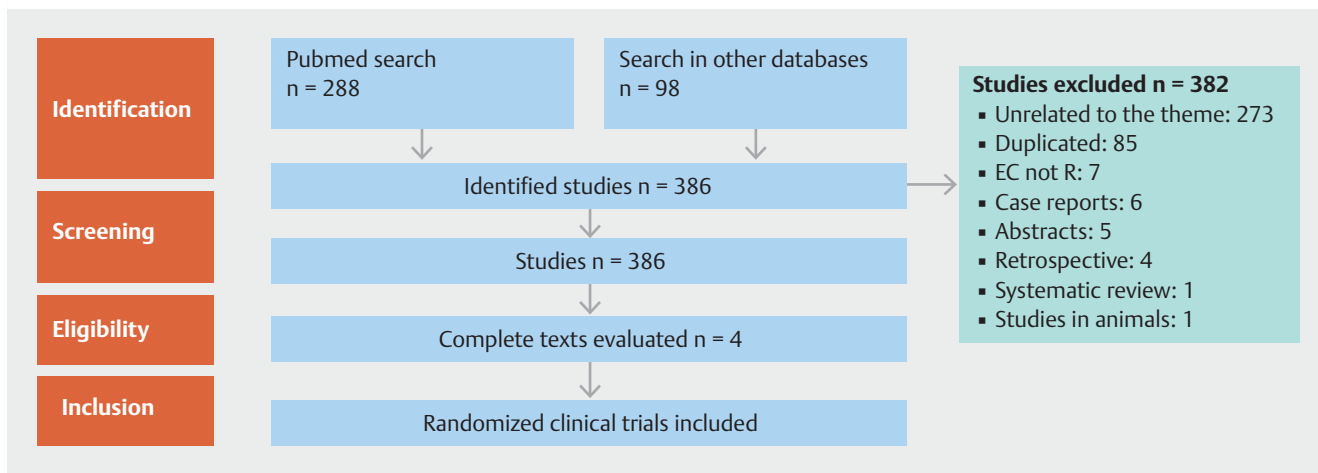 Identification
Screening
Eligibility
Inclusion
Pubmed search
n = 288
Search in other databases
n = 98
Identified studies n = 386
Studies n = 386
Complete texts evaluated n = 4
Randomized clinical trials included
Studies excluded n = 382
▪ Unrelated to the theme: 273
▪ Duplicated: 85
▪ EC not R: 7
▪ Case reports: 6
▪ Abstracts: 5
▪ Retrospective: 4
▪ Systematic review: 1
▪ Studies in animals: 1